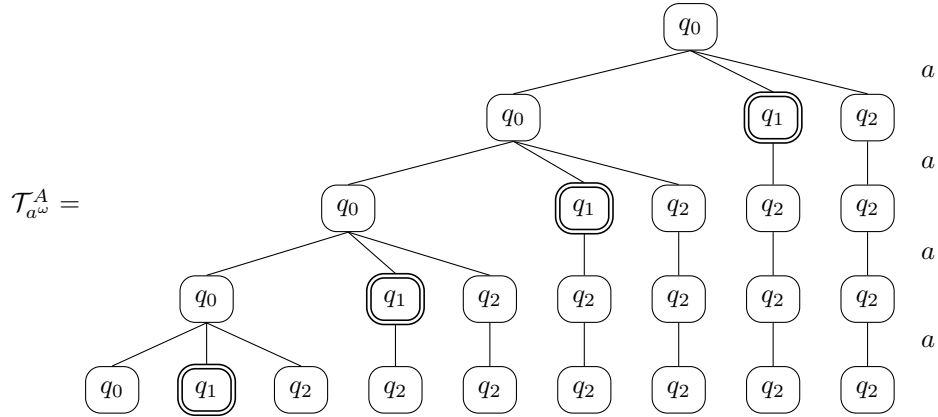 q₀
a
q₀ q₁ q₂
a
𝒯ᴬ_{a^ω} = q₀ q₁ q₂ q₂ q₂
a
q₀ q₁ q₂ q₂ q₂ q₂ q₂
a
q₀ q₁ q₂ q₂ q₂ q₂ q₂ q₂ q₂